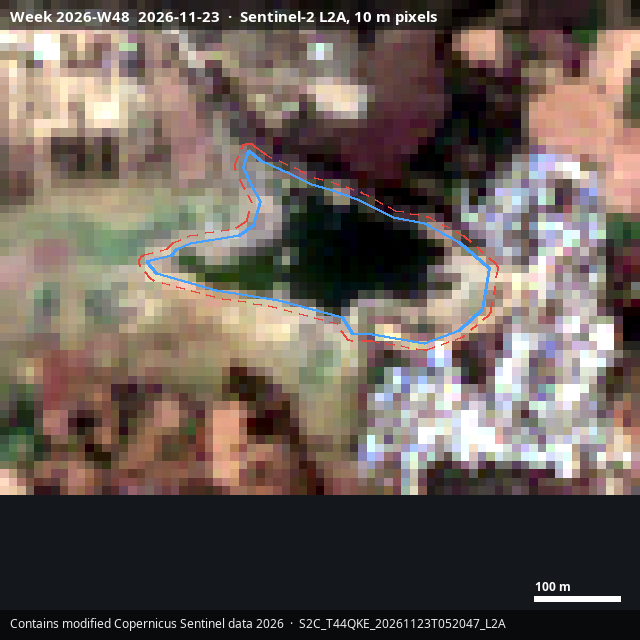 Week 2026-W48 2026-11-23 · Sentinel-2 L2A, 10 m pixels
100 m
Contains modified Copernicus Sentinel data 2026 · S2C_T44QKE_20261123T052047_L2A